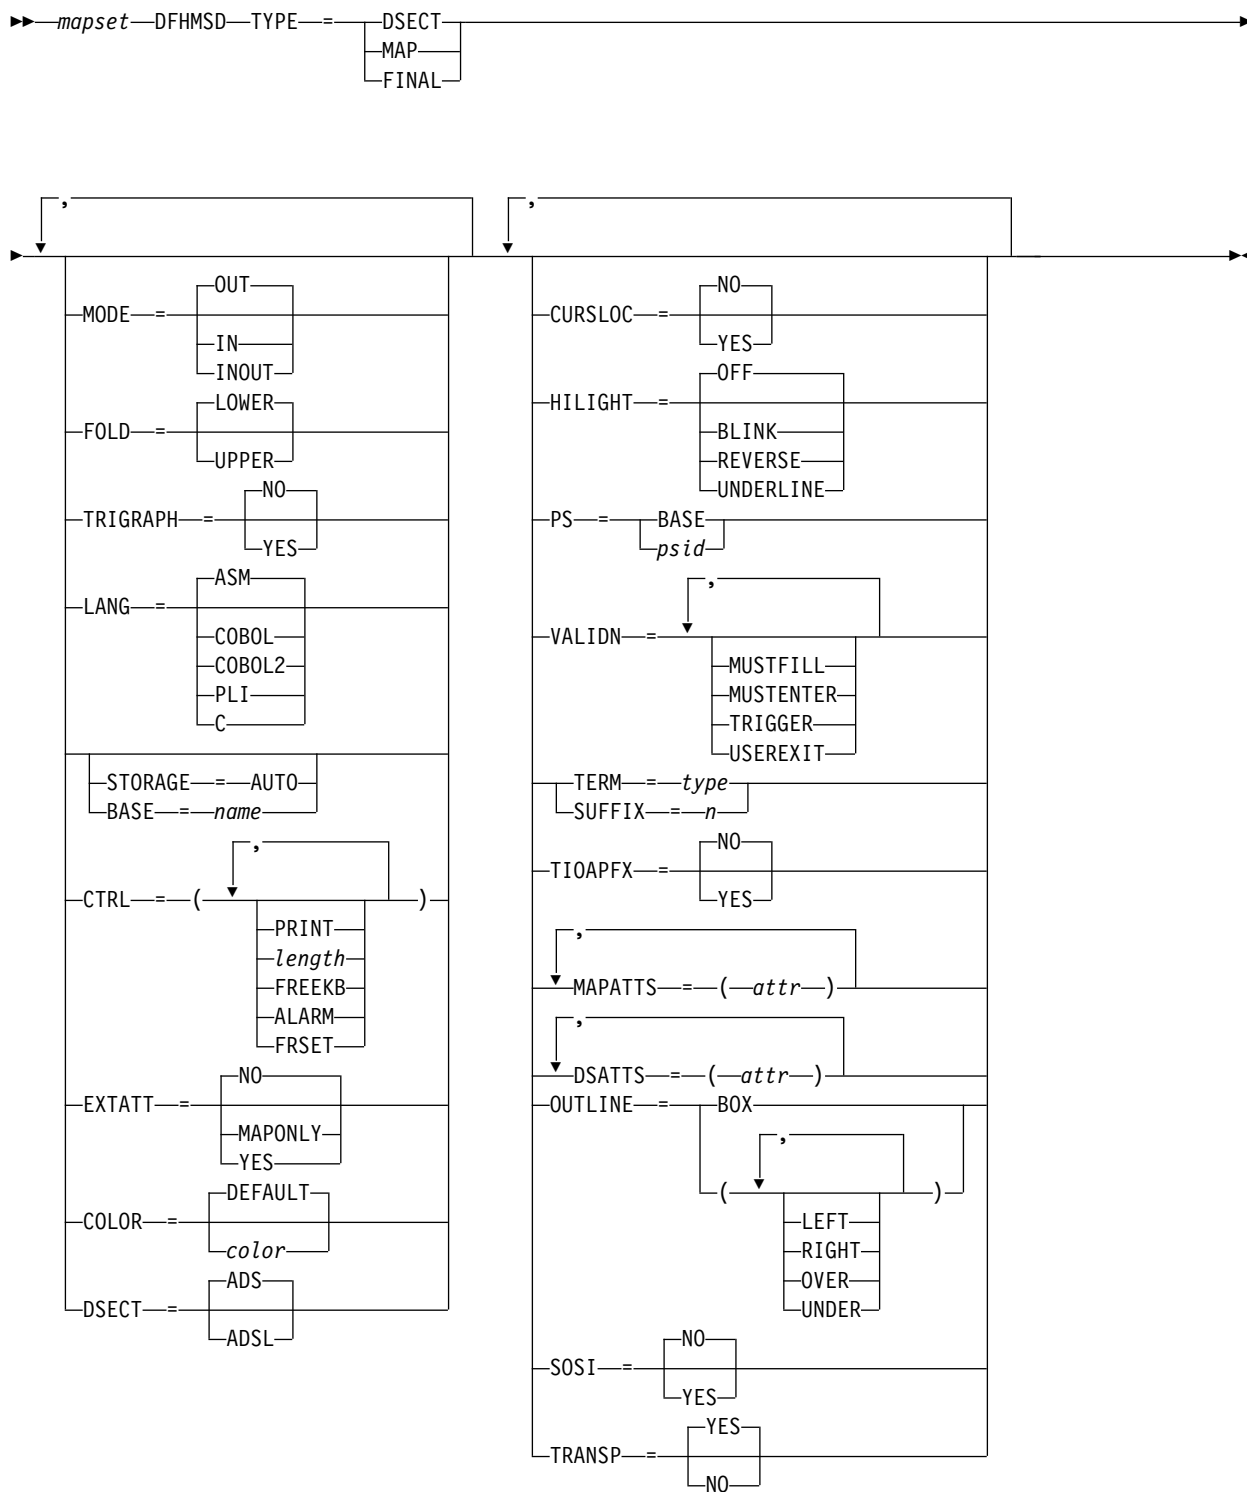 mapset DFHMSD TYPE = DSECT
MAP
FINAL
,
MODE = OUT
IN
INOUT
FOLD = LOWER
UPPER
TRIGRAPH = NO
YES
LANG = ASM
COBOL
COBOL2
PLI
C
STORAGE = AUTO
BASE = name
CTRL = ( , )
PRINT
length
FREEKB
ALARM
FRSET
EXTATT = NO
MAPONLY
YES
COLOR = DEFAULT
color
DSECT = ADS
ADSL
,
CURSLOC = NO
YES
HILIGHT = OFF
BLINK
REVERSE
UNDERLINE
PS = BASE
psid
VALIDN = ,
MUSTFILL
MUSTENTER
TRIGGER
USEREXIT
TERM = type
SUFFIX = n
TIOAPFX = NO
YES
,
MAPATTS = ( attr )
,
DSATTS = ( attr )
OUTLINE = BOX
( , )
LEFT
RIGHT
OVER
UNDER
SOSI = NO
YES
TRANSP = YES
NO